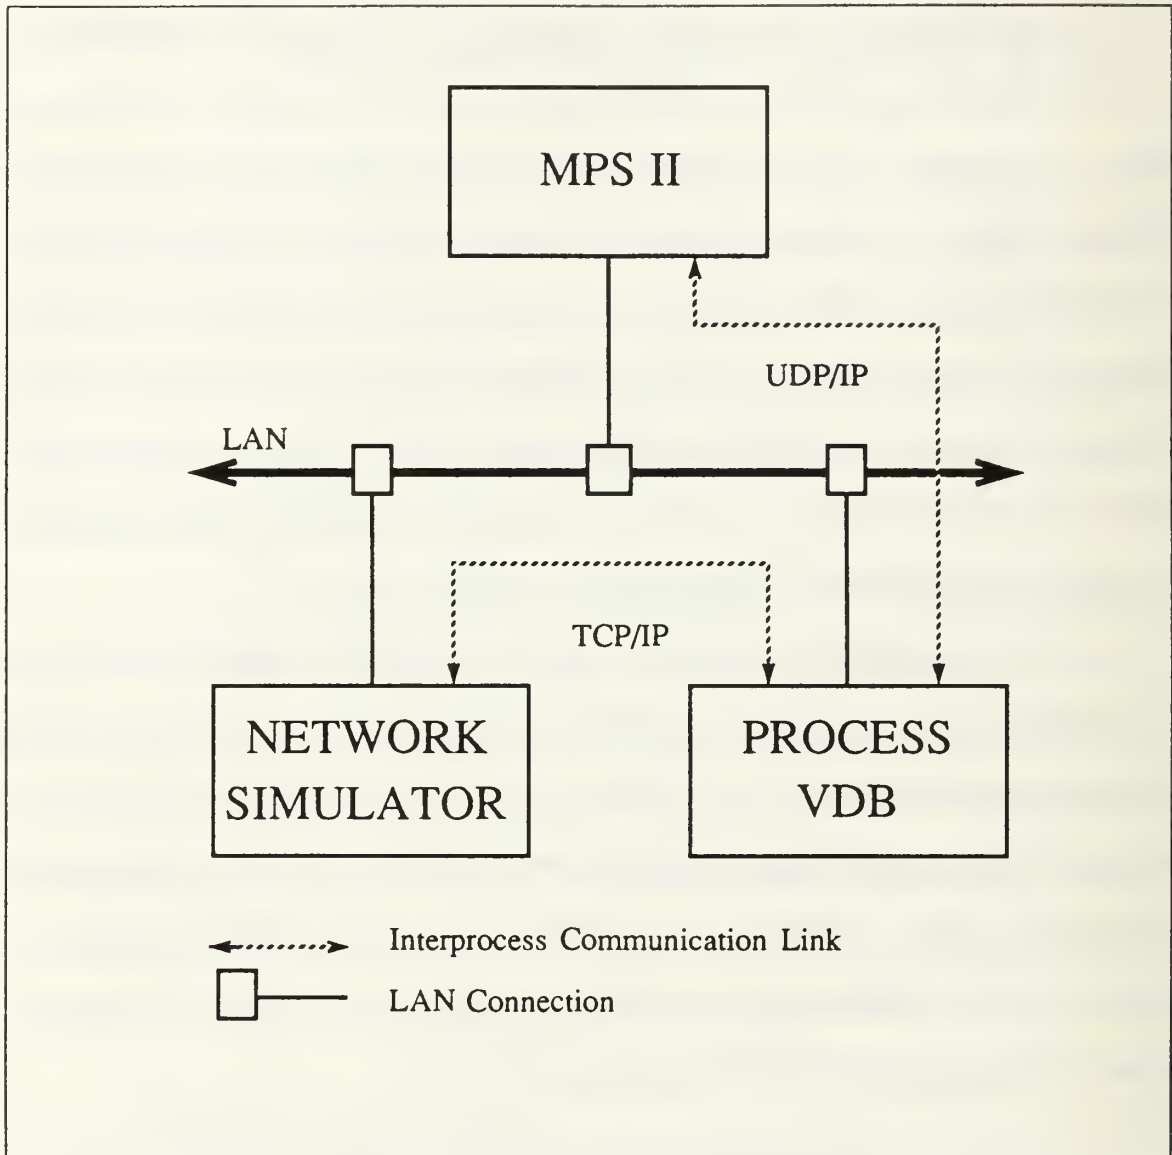 MPS II
UDP/IP
LAN
TCP/IP
NETWORK
SIMULATOR
PROCESS
VDB
Interprocess Communication Link
LAN Connection